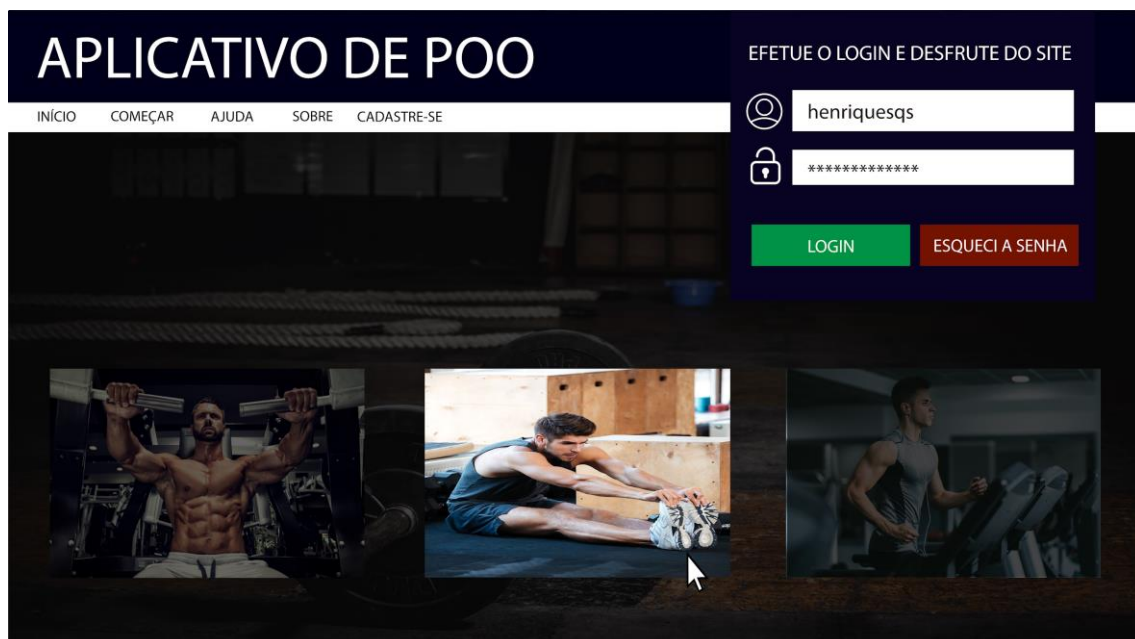 APLICATIVO DE POO
INÍCIO COMEÇAR AJUDA SOBRE CADASTRE-SE
EFETUE O LOGIN E DESFRUTE DO SITE
henriquesqs
*************
LOGIN ESQUECI A SENHA